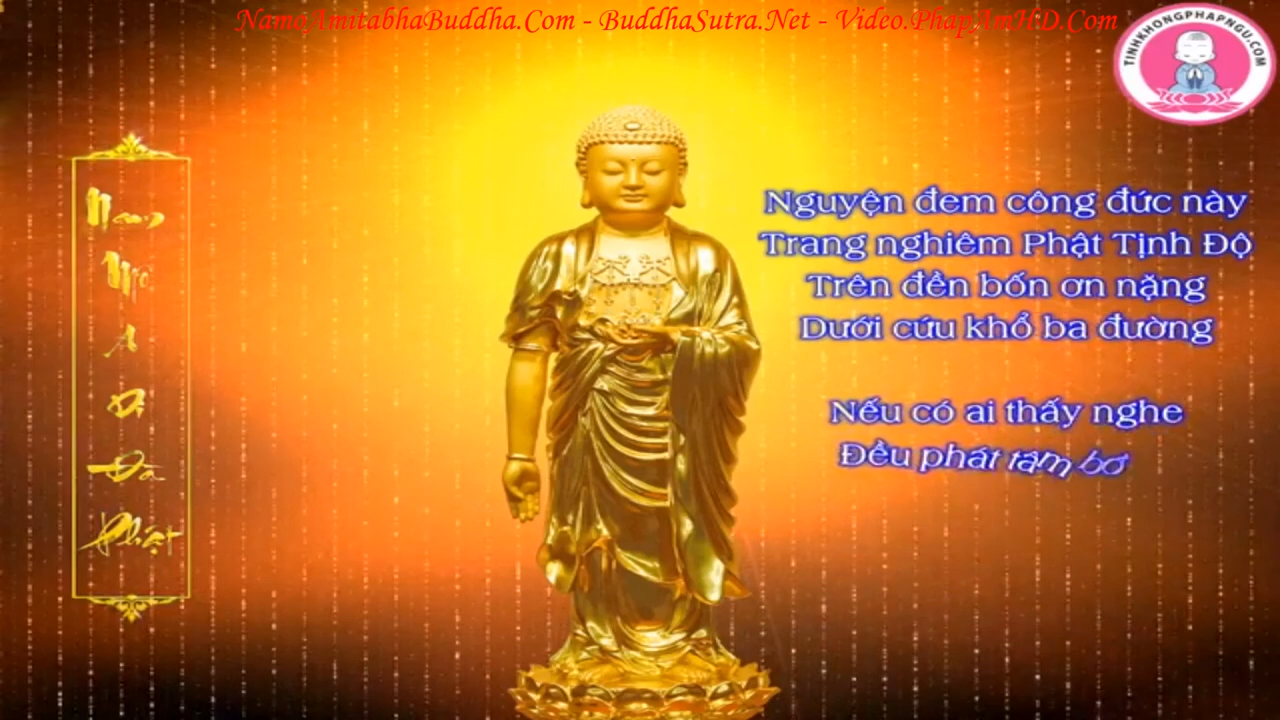 NamoAmitabhaBuddha.Com - BuddhaSutra.Net - Video.PhapAmHD.Com
TINHKHONGPHAPNGU.COM
Nam
Mô
A
Di
Đà
Phật
Nguyện đem công đức này
Trang nghiêm Phật Tịnh Độ
Trên đền bốn ơn nặng
Dưới cứu khổ ba đường
Nếu có ai thấy nghe
Đều phát tâm bơ